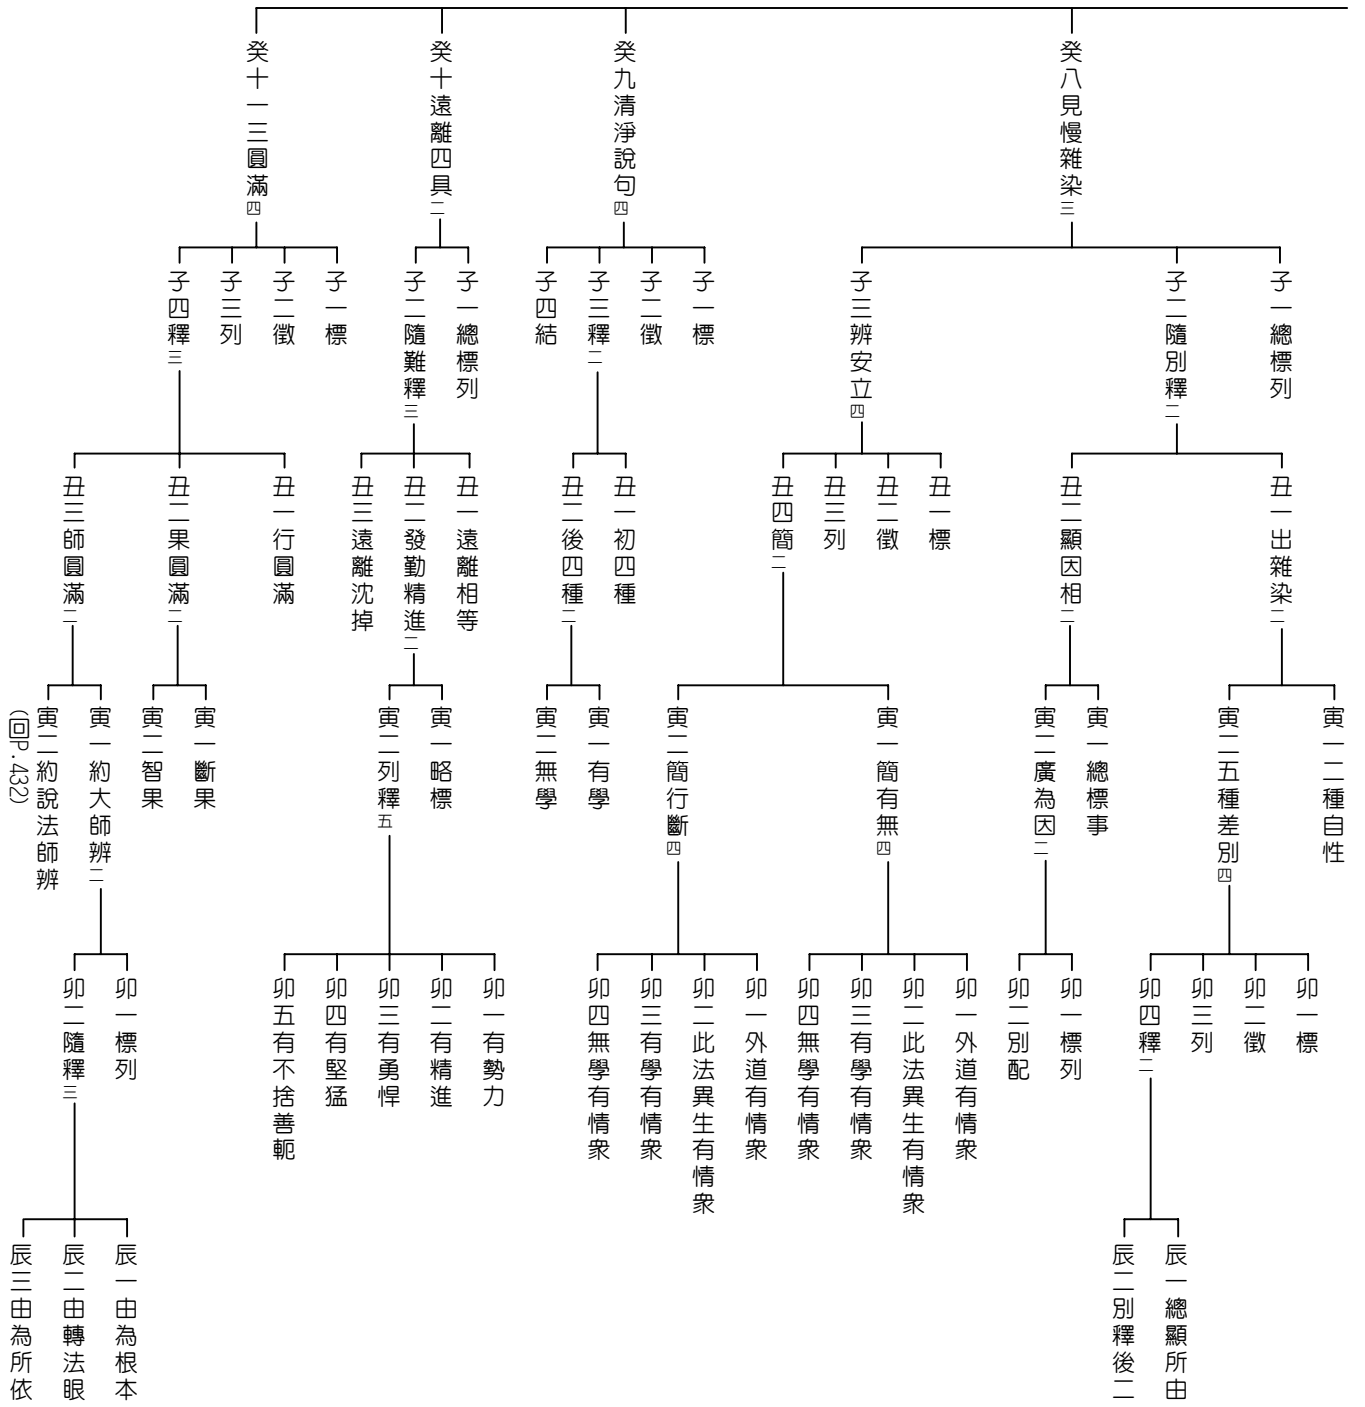 癸八見慢雜染三
子一總標列
子二隨別釋二
丑一出雜染二
寅一二種自性
寅二五種差別四
卯一標
卯二徵
卯三列
卯四釋二
辰一總顯所由
辰二別釋後二
丑二顯因相二
寅一總標事
寅二廣為因二
卯一標列
卯二別配
子三辨安立四
丑一標
丑二徵
丑三列
丑四簡二
寅一簡有無四
卯一外道有情眾
卯二此法異生有情眾
卯三有學有情眾
卯四無學有情眾
寅二簡行斷四
卯一外道有情眾
卯二此法異生有情眾
卯三有學有情眾
卯四無學有情眾
癸九清淨說句四
子一標
子二徵
子三釋二
丑一初四種
丑二後四種二
寅一有學
寅二無學
子四結
癸十遠離四具二
子一總標列
子二隨難釋三
丑一遠離相等
丑二發勤精進二
寅一略標
寅二列釋五
卯一有勢力
卯二有精進
卯三有勇悍
卯四有堅猛
卯五有不捨善軛
丑三遠離沈掉
癸十一三圓滿四
子一標
子二徵
子三列
子四釋三
丑一行圓滿
丑二果圓滿二
寅一斷果
寅二智果
丑三師圓滿二
寅一約大師辨二
卯一標列
卯二隨釋三
辰一由為根本
辰二由轉法眼
辰三由為所依
寅二約說法師辨
(回P.432)